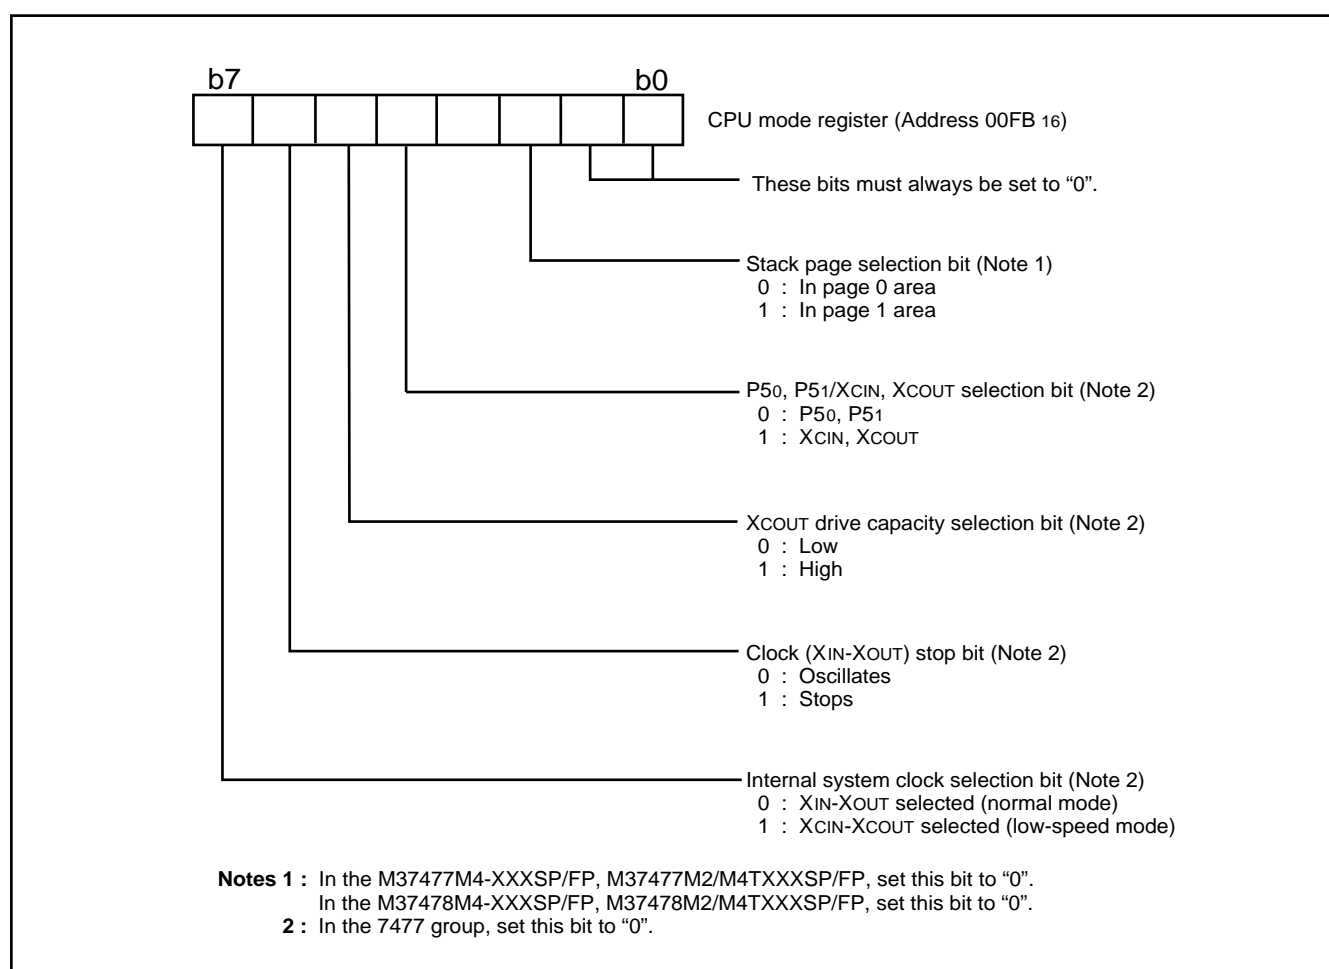 b7 b0
CPU mode register (Address 00FB 16)
These bits must always be set to “0”.
Stack page selection bit (Note 1)
0 : In page 0 area
1 : In page 1 area
P50, P51/XCIN, XCOUT selection bit (Note 2)
0 : P50, P51
1 : XCIN, XCOUT
XCOUT drive capacity selection bit (Note 2)
0 : Low
1 : High
Clock (XIN-XOUT) stop bit (Note 2)
0 : Oscillates
1 : Stops
Internal system clock selection bit (Note 2)
0 : XIN-XOUT selected (normal mode)
1 : XCIN-XCOUT selected (low-speed mode)
Notes 1 : In the M37477M4-XXXSP/FP, M37477M2/M4TXXXSP/FP, set this bit to “0”.
In the M37478M4-XXXSP/FP, M37478M2/M4TXXXSP/FP, set this bit to “0”.
2 : In the 7477 group, set this bit to “0”.